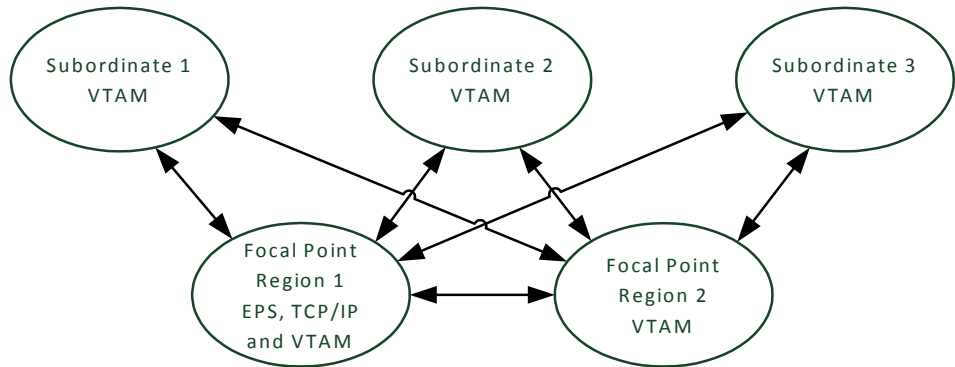 Subordinate 1
VTAM
Subordinate 2
VTAM
Subordinate 3
VTAM
Focal Point
Region 1
EPS, TCP/IP
and VTAM
Focal Point
Region 2
VTAM